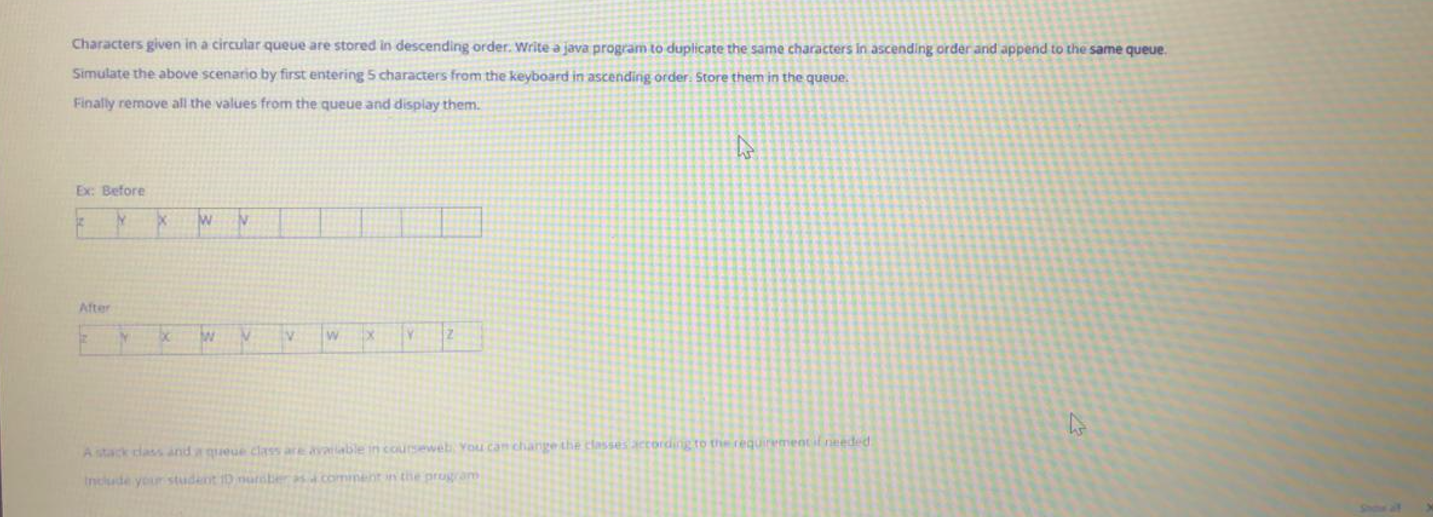 Characters given in a circular queue are stored in descending order. Write a java program to duplicate the same characters in ascending order and append to the same queue.
Simulate the above scenario by first entering 5 characters from the keyboard in ascending order. Store them in the queue.
Finally remove all the values from the queue and display them.
Ex: Before
Z Y X W V
After
Z Y X W V V W X Y Z
A stack class and a queue class are available in courseweb. You can change the classes according to the requirement if needed.
Include your student ID number as a comment in the program
Show all